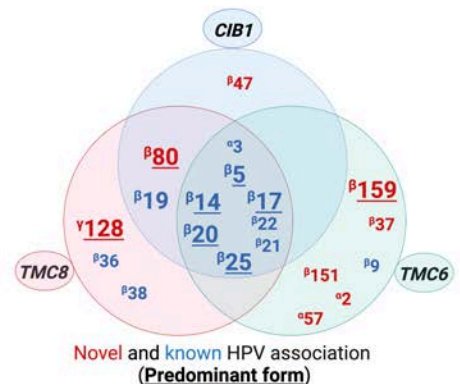 CIB1
β47
α3
β80
β5
β159
β19
β14
β17
β37
γ128
β22
β20
β21
β36
β25
β9
β151
TMC8
TMC6
β38
α2
α57
Novel and known HPV association
(Predominant form)